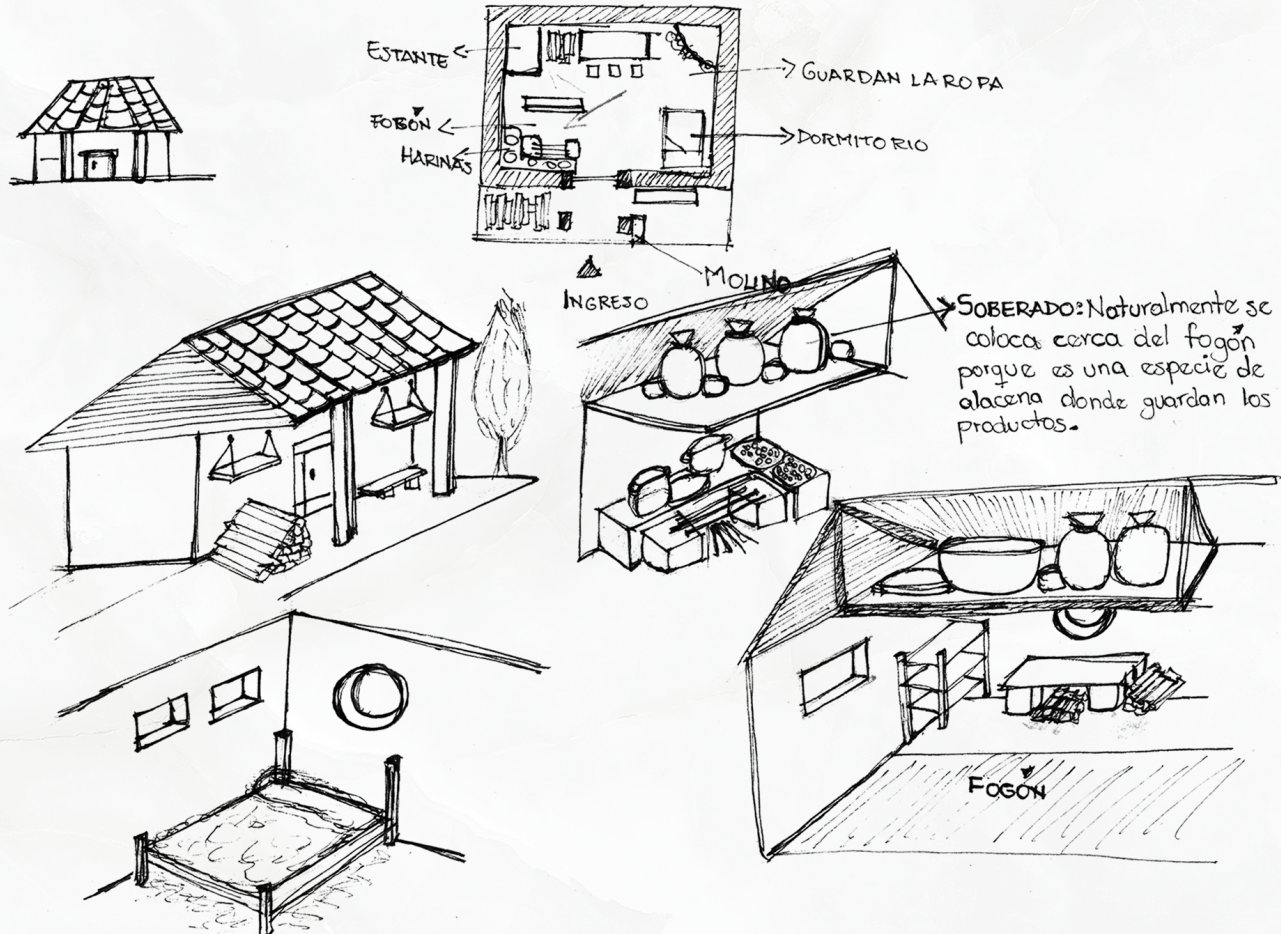 ESTANTE
GUARDAN LA ROPA
FOGÓN
DORMITORIO
HARINAS
MOLINO
INGRESO
SOBERADO: Naturalmente se
coloca cerca del fogón
porque es una especie de
alacena donde guardan los
productos.
FOGÓN